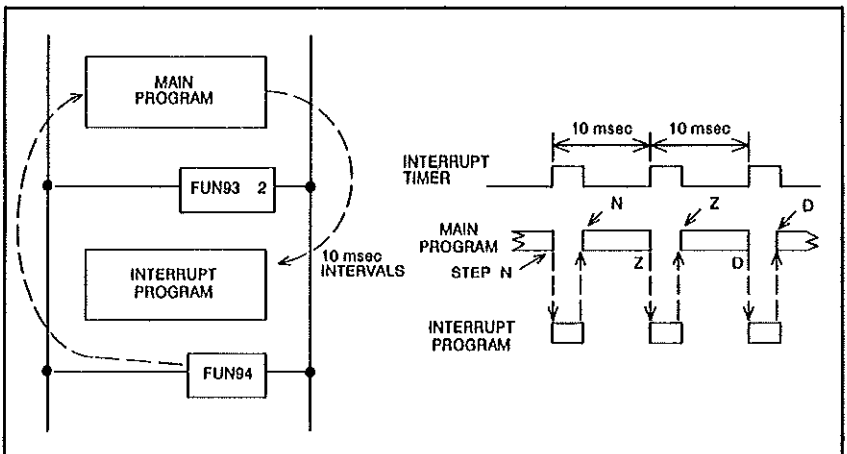 MAIN
PROGRAM
FUN93 2
10 msec
INTERVALS
INTERRUPT
PROGRAM
FUN94
10 msec 10 msec
INTERRUPT
TIMER
N Z D
MAIN
PROGRAM
STEP N Z D
INTERRUPT
PROGRAM